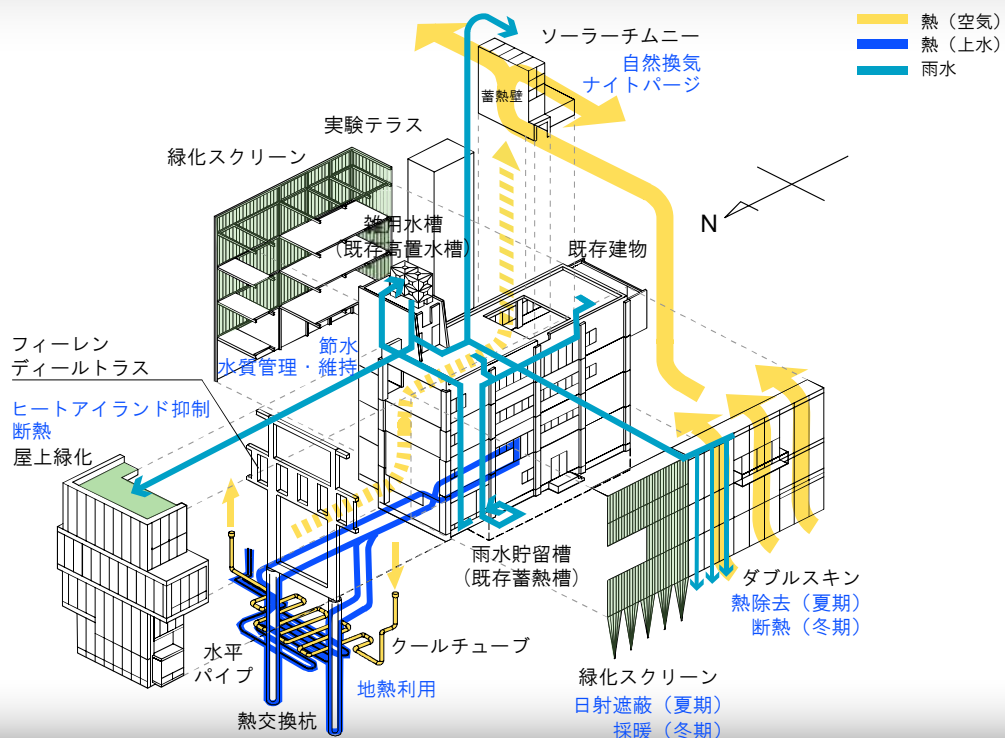 熱（空気）
熱（上水）
雨水
ソーラーチムニー
自然換気
ナイトパージ
蓄熱壁
実験テラス
緑化スクリーン
雑用水槽
（既存高置水槽）
既存建物
N
フィーレン
ディールトラス
節水
水質管理・維持
ヒートアイランド抑制
断熱
屋上緑化
雨水貯留槽
（既存蓄熱槽）
ダブルスキン
熱除去（夏期）
断熱（冬期）
クールチューブ
水平
パイプ
地熱利用
熱交換杭
緑化スクリーン
日射遮蔽（夏期）
採暖（冬期）